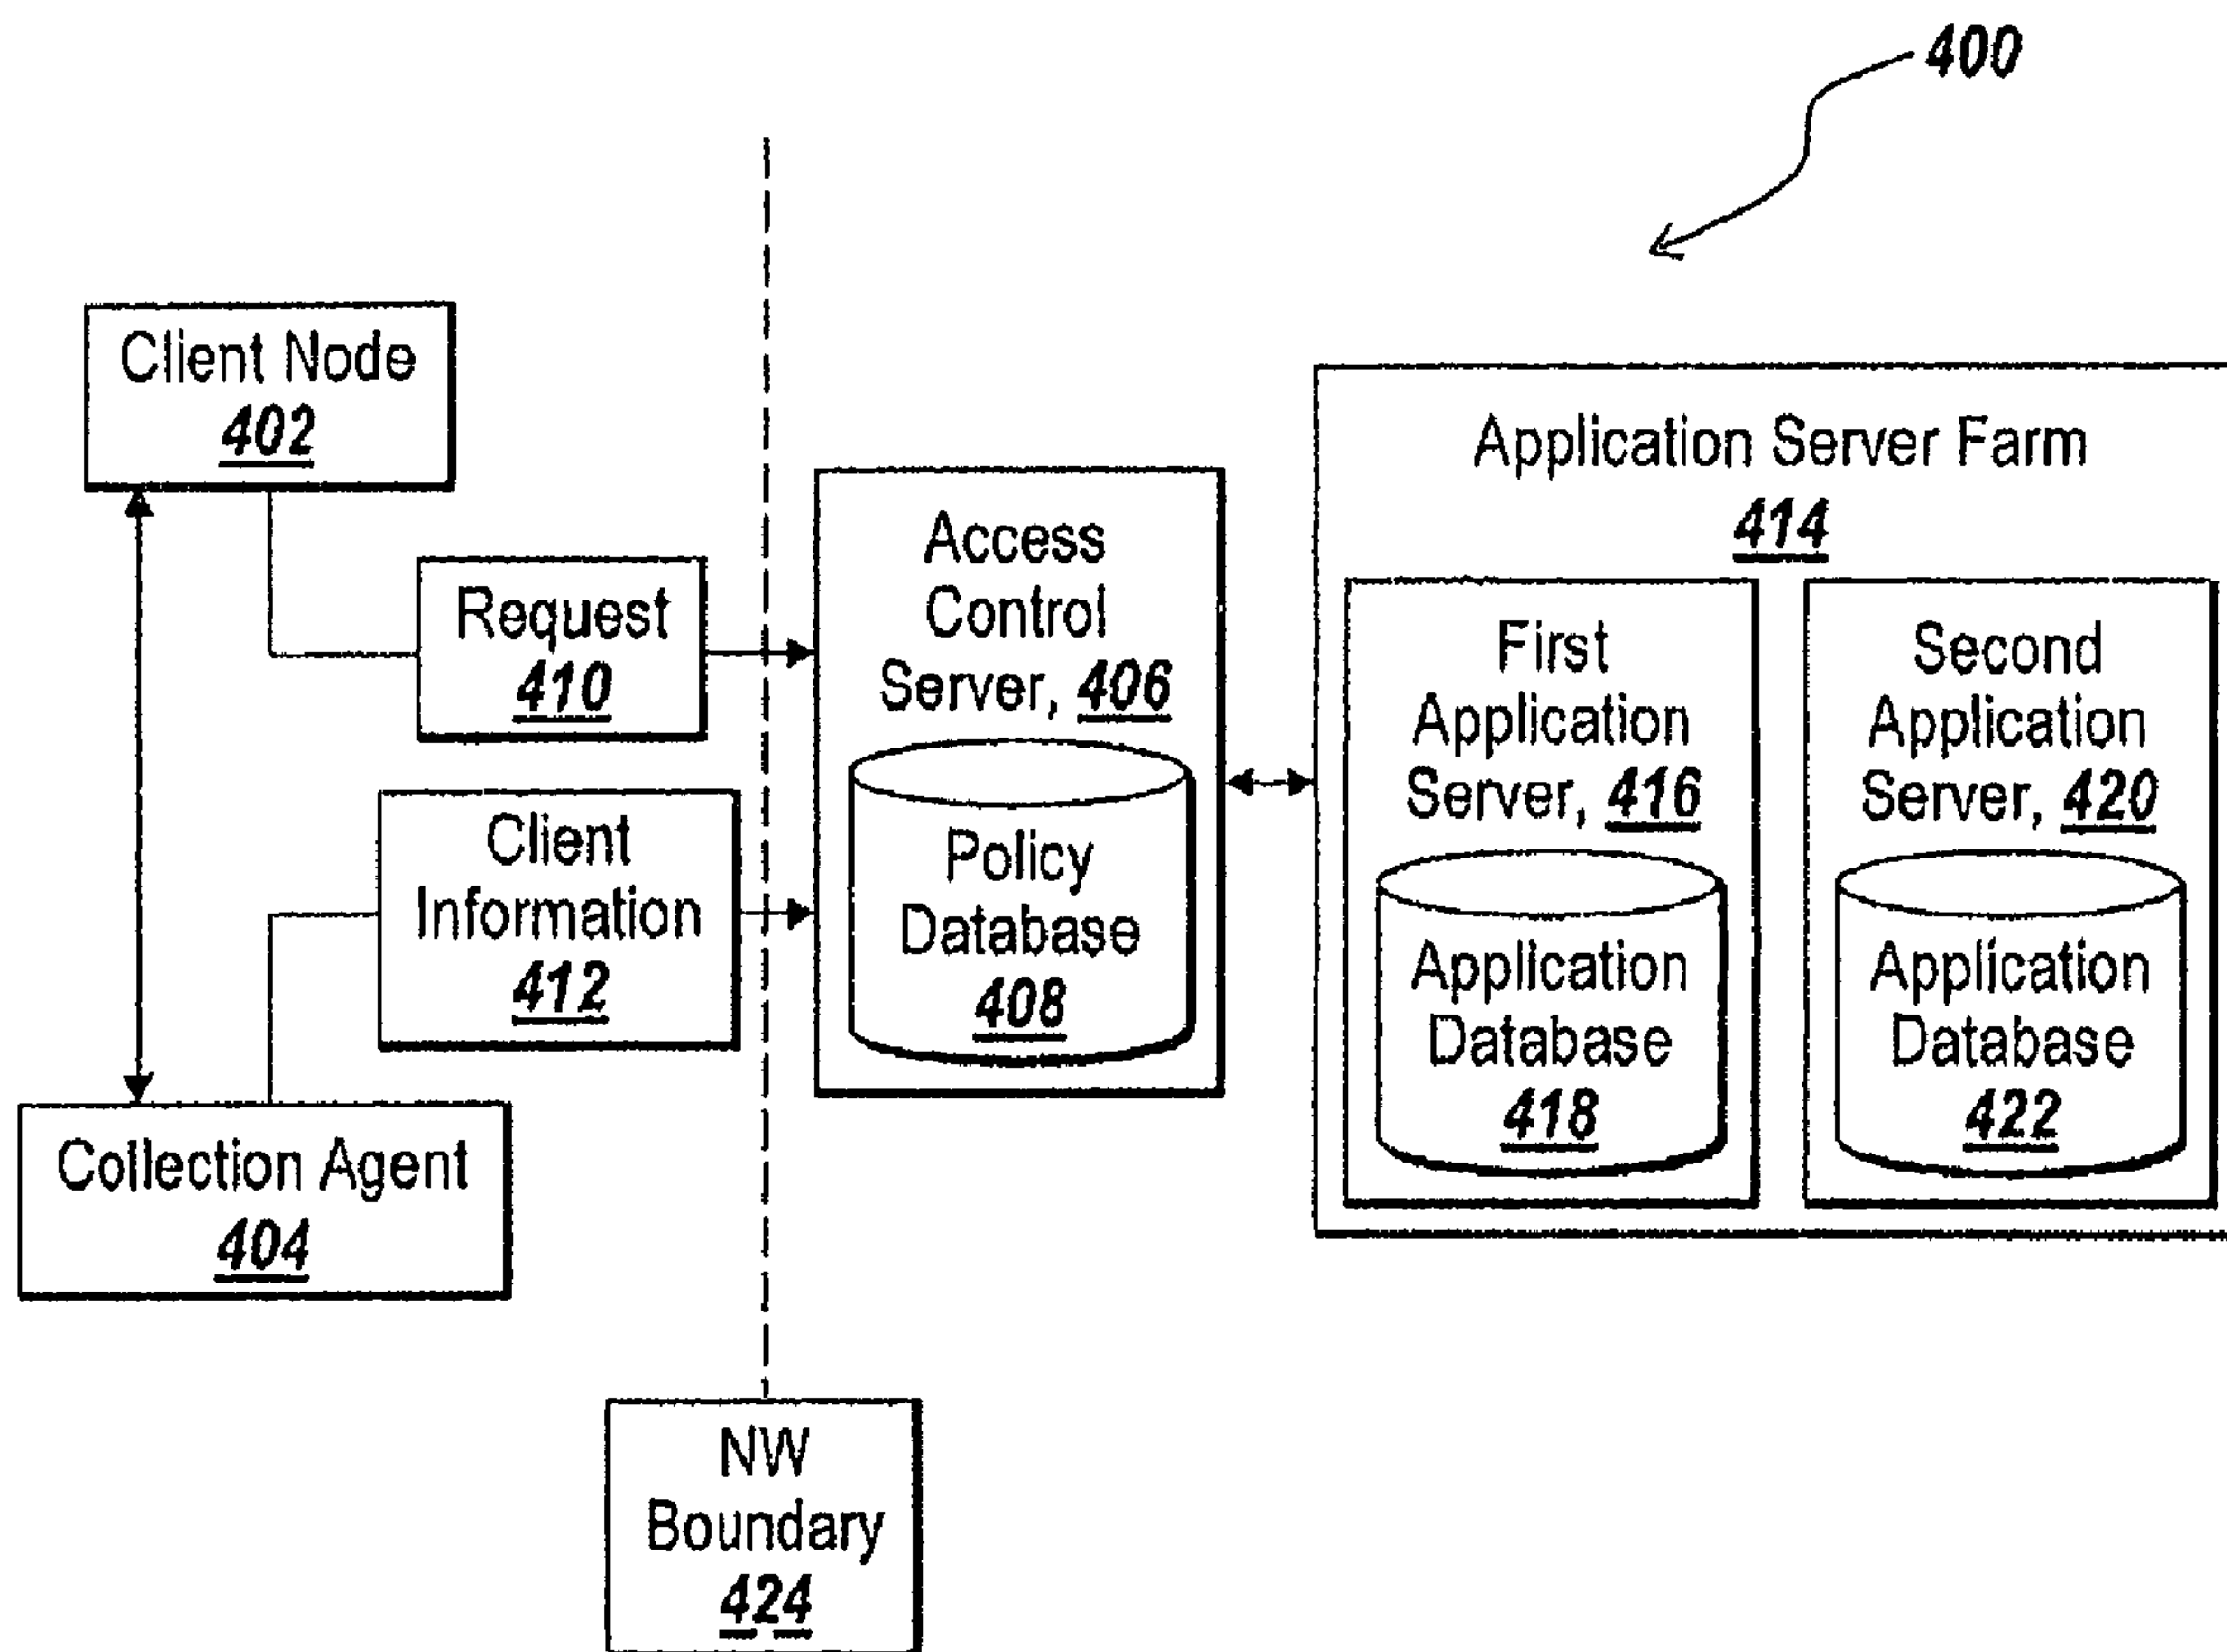 400
Client Node
402
Request
410
Client
Information
412
Collection Agent
404
NW
Boundary
424
Access
Control
Server, 406
Policy
Database
408
Application Server Farm
414
First
Application
Server, 416
Application
Database
418
Second
Application
Server, 420
Application
Database
422